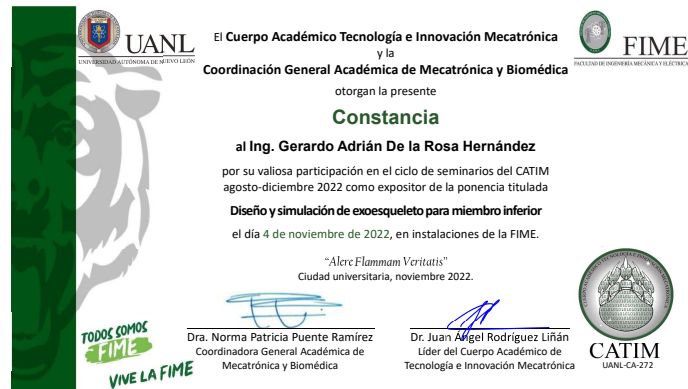 UANL
UNIVERSIDAD AUTÓNOMA DE NUEVO LEÓN
El Cuerpo Académico Tecnología e Innovación Mecatrónica
y la
Coordinación General Académica de Mecatrónica y Biomédica
FIME
FACULTAD DE INGENIERÍA MECÁNICA Y ELÉCTRICA
otorgan la presente
Constancia
al Ing. Gerardo Adrián De la Rosa Hernández
por su valiosa participación en el ciclo de seminarios del CATIM
agosto-diciembre 2022 como expositor de la ponencia titulada
Diseño y simulación de exoesqueleto para miembro inferior
el día 4 de noviembre de 2022, en instalaciones de la FIME.
“Alere Flammam Veritatis”
Ciudad universitaria, noviembre 2022.
Dra. Norma Patricia Puente Ramírez
Coordinadora General Académica de
Mecatrónica y Biomédica
Dr. Juan Ángel Rodríguez Liñán
Líder del Cuerpo Académico de
Tecnología e Innovación Mecatrónica
TODOS SOMOS
FIME
VIVE LA FIME
CATIM
UANL-CA-272